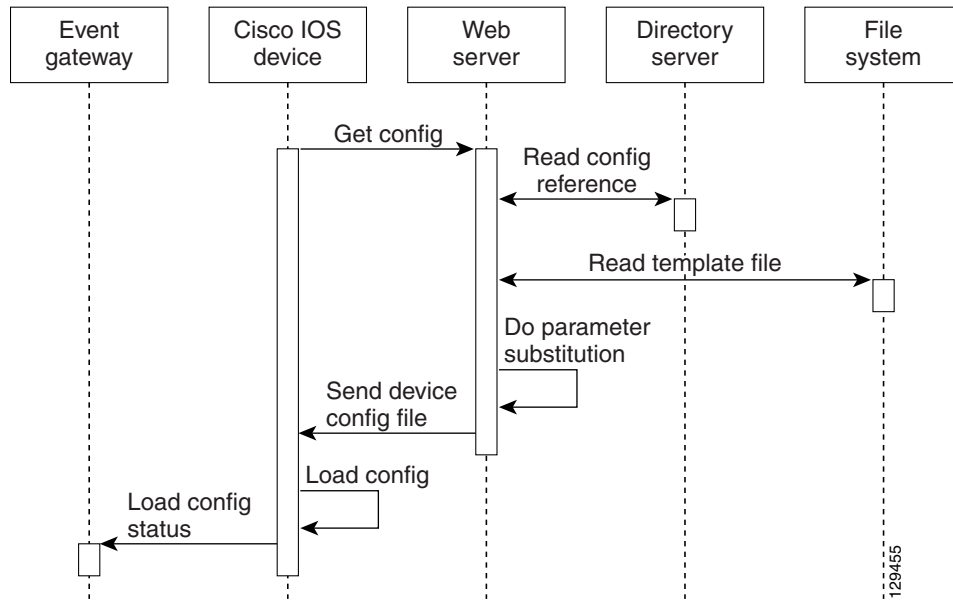 Event
gateway
Cisco IOS
device
Web
server
Directory
server
File
system
Get config
Read config
reference
Read template file
Do parameter
substitution
Send device
config file
Load config
Load config
status
129455